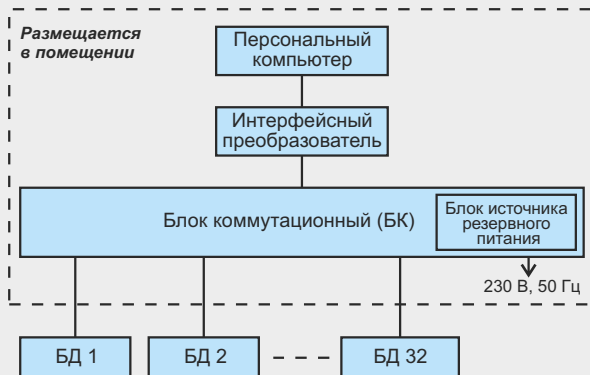 Размещается
в помещении
Персональный
компьютер
Интерфейсный
преобразователь
Блок коммутационный (БК)
Блок источника
резервного
питания
230 В, 50 Гц
БД 1
БД 2
БД 32